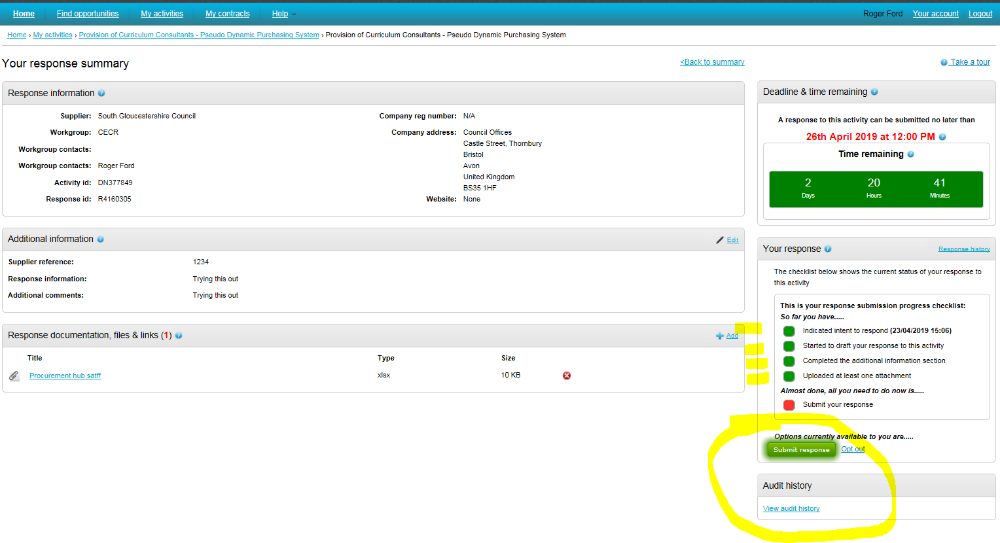 Home Find opportunities My activities My contracts Help Roger Ford Your account Logout
Home › My activities › Provision of Curriculum Consultants - Pseudo Dynamic Purchasing System › Provision of Curriculum Consultants - Pseudo Dynamic Purchasing System
Your response summary
<Back to summary
Take a tour
Response information
Supplier: South Gloucestershire Council
Workgroup: CECR
Workgroup contacts:
Workgroup contacts: Roger Ford
Activity id: DN377849
Response id: R4160305
Company reg number: N/A
Company address: Council Offices
Castle Street, Thornbury
Bristol
Avon
United Kingdom
BS35 1HF
Website: None
Additional information
Edit
Supplier reference: 1234
Response information: Trying this out
Additional comments: Trying this out
Response documentation, files & links (1)
Add
Title Type Size
Procurement hub satff xlsx 10 KB
Deadline & time remaining
A response to this activity can be submitted no later than
26th April 2019 at 12:00 PM
Time remaining
2 20 41
Days Hours Minutes
Your response
Response history
The checklist below shows the current status of your response to
this activity
This is your response submission progress checklist:
So far you have.....
Indicated intent to respond (23/04/2019 15:06)
Started to draft your response to this activity
Completed the additional information section
Uploaded at least one attachment
Almost done, all you need to do now is.....
Submit your response
Options currently available to you are.....
Submit response Opt out
Audit history
View audit history